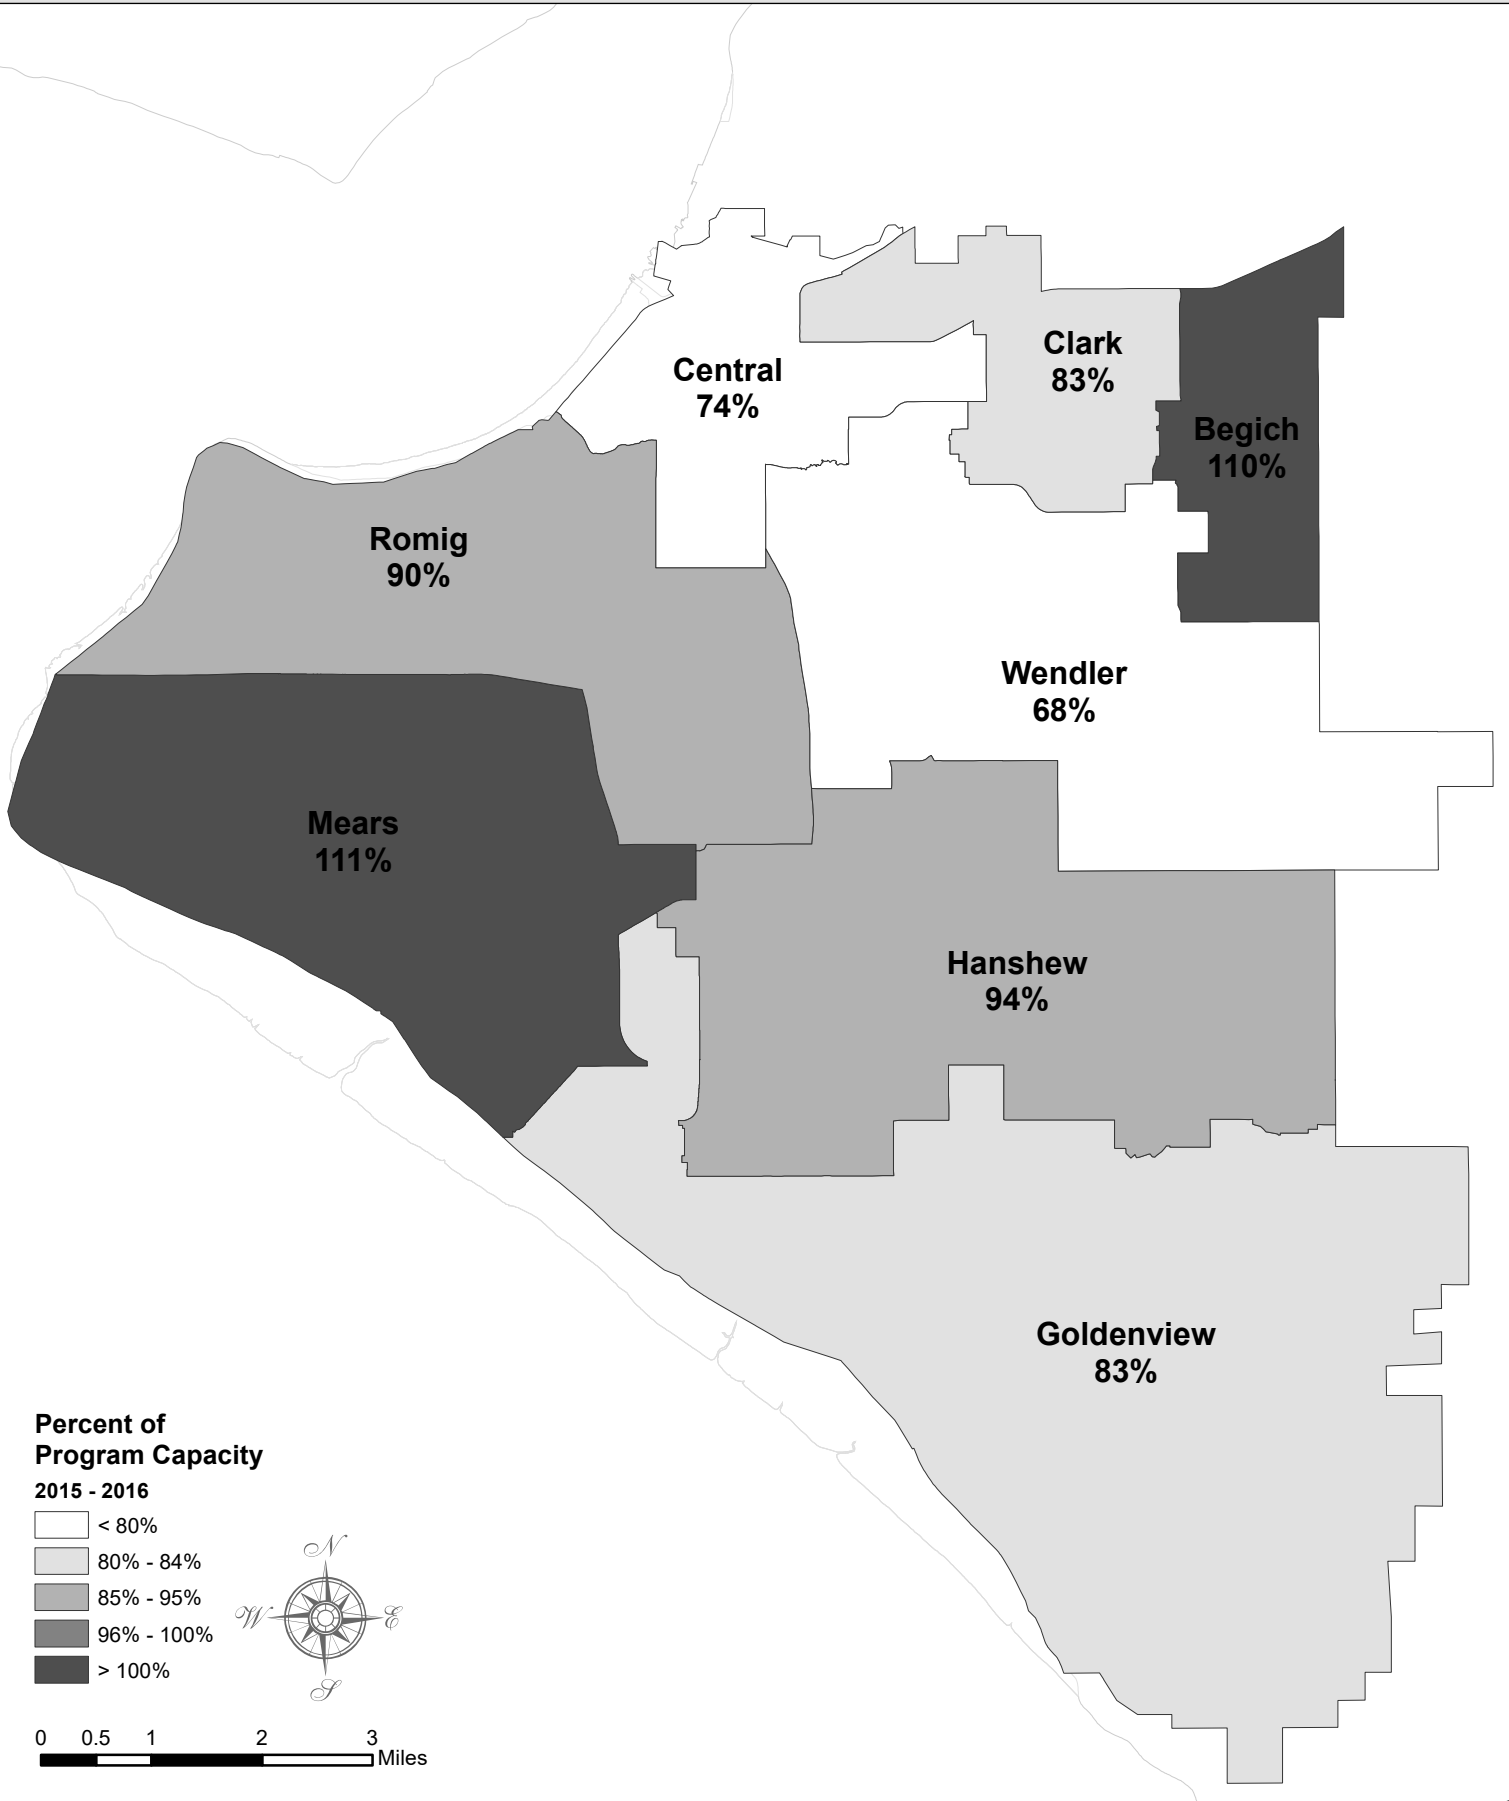 Central
74%
Clark
83%
Begich
110%
Romig
90%
Wendler
68%
Mears
111%
Hanshew
94%
Goldenview
83%
Percent of
Program Capacity
2015 - 2016
< 80%
80% - 84%
85% - 95%
96% - 100%
> 100%
N
W
E
S
0 0.5 1 2 3
Miles